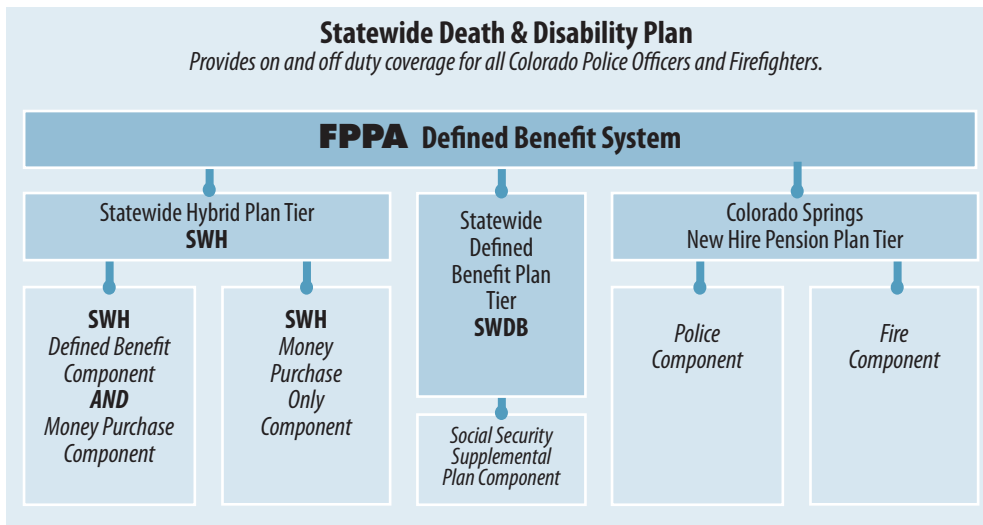 Statewide Death & Disability Plan
Provides on and off duty coverage for all Colorado Police Officers and Firefighters.
FPPA Defined Benefit System
Statewide Hybrid Plan Tier
SWH
SWH
Defined Benefit
Component
AND
Money Purchase
Component
SWH
Money
Purchase
Only
Component
Statewide
Defined
Benefit Plan
Tier
SWDB
Social Security
Supplemental
Plan Component
Colorado Springs
New Hire Pension Plan Tier
Police
Component
Fire
Component